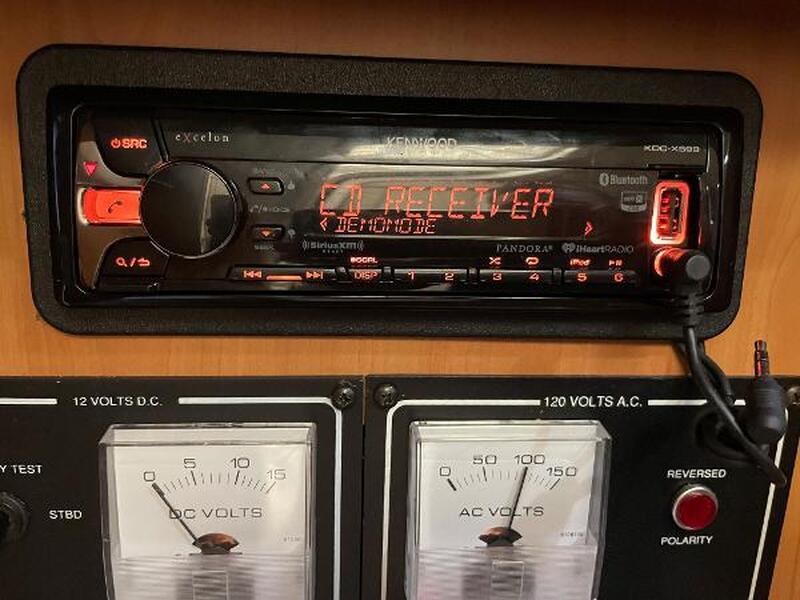 SRC
eXcelon
KENWOOD
KDC-X599
Bluetooth
CD RECEIVER
DEMOMODE
SiriusXM
READY
PANDORA
iHeartRADIO
SCRL
DISP
1
2
3
4
iPod
5
6
12 VOLTS D.C.
120 VOLTS A.C.
Y TEST
STBD
0 5 10 15
DC VOLTS
0 50 100 150
AC VOLTS
REVERSED
POLARITY